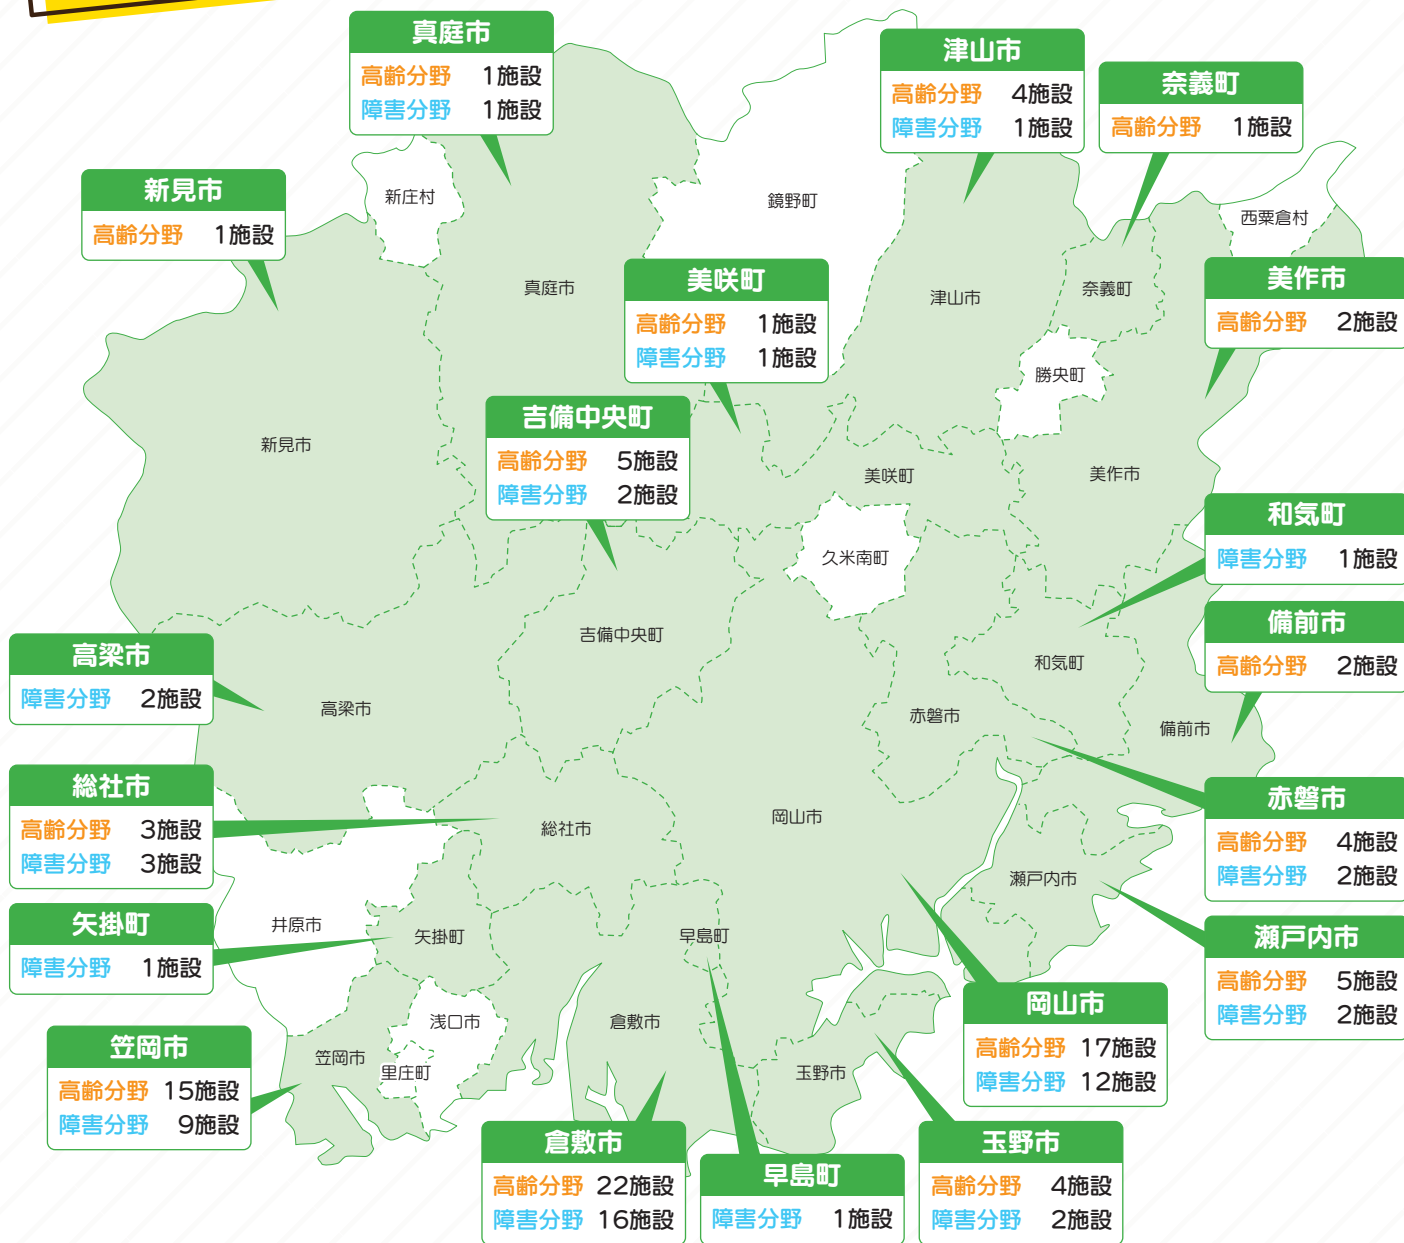 真庭市
高齢分野 1施設
障害分野 1施設
津山市
高齢分野 4施設
障害分野 1施設
奈義町
高齢分野 1施設
新見市
高齢分野 1施設
新庄村
鏡野町
西粟倉村
美咲町
高齢分野 1施設
障害分野 1施設
真庭市
津山市
奈義町
美作市
高齢分野 2施設
勝央町
吉備中央町
高齢分野 5施設
障害分野 2施設
新見市
美咲町
美作市
和気町
障害分野 1施設
久米南町
備前市
高齢分野 2施設
吉備中央町
和気町
高梁市
障害分野 2施設
高梁市
赤磐市
備前市
総社市
高齢分野 3施設
障害分野 3施設
総社市
岡山市
赤磐市
高齢分野 4施設
障害分野 2施設
瀬戸内市
矢掛町
障害分野 1施設
井原市
矢掛町
早島町
瀬戸内市
高齢分野 5施設
障害分野 2施設
岡山市
高齢分野 17施設
障害分野 12施設
浅口市
倉敷市
笠岡市
高齢分野 15施設
障害分野 9施設
笠岡市
里庄町
玉野市
倉敷市
高齢分野 22施設
障害分野 16施設
早島町
障害分野 1施設
玉野市
高齢分野 4施設
障害分野 2施設